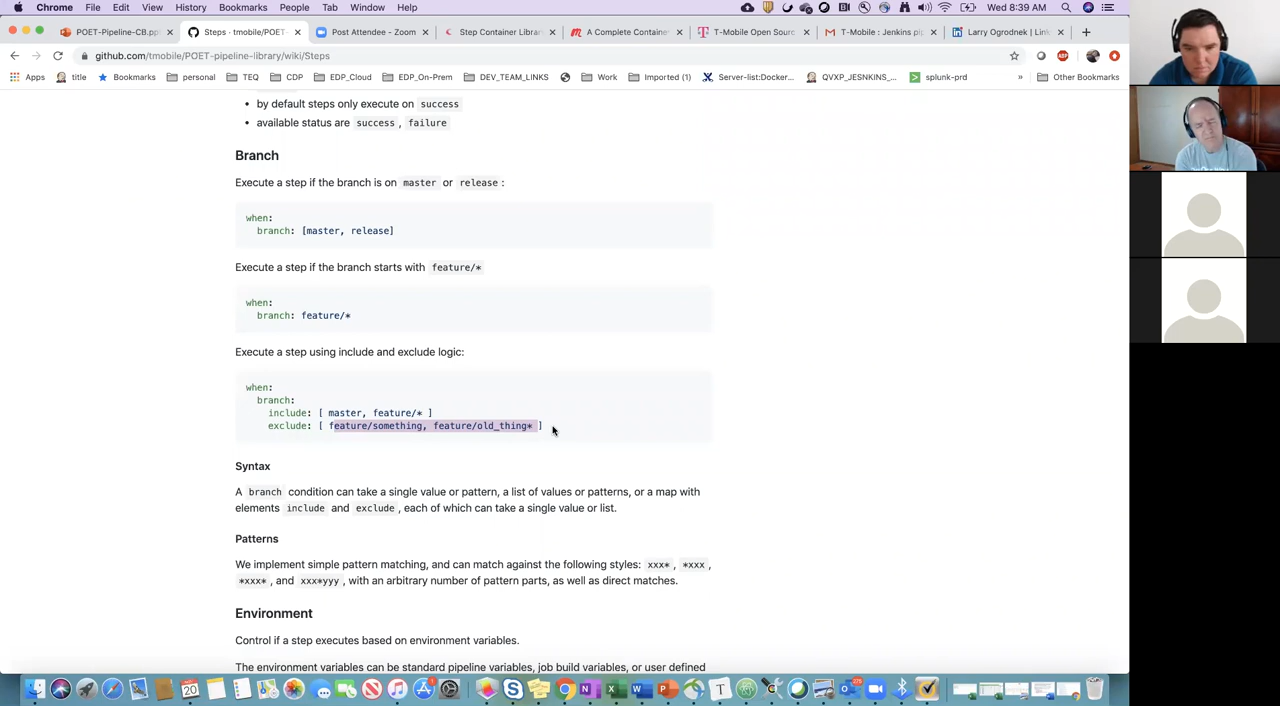 Chrome File Edit View History Bookmarks People Tab Window Help Wed 8:39 AM
POET-Pipeline-CB.pp Steps · tmobile/POET- Post Attendee - Zoom Step Container Librar A Complete Containe T-Mobile Open Sourc T-Mobile : Jenkins pl Larry Ogrodnek | Lin
github.com/tmobile/POET-pipeline-library/wiki/Steps
Apps title Bookmarks personal TEQ CDP EDP_Cloud EDP_On-Prem DEV_TEAM_LINKS Work Imported (1) Server-list:Docker... QVXP_JESNKINS_... splunk-prd » Other Bookmarks
• by default steps only execute on success
• available status are success , failure
Branch
Execute a step if the branch is on master or release :
when:
branch: [master, release]
Execute a step if the branch starts with feature/*
when:
branch: feature/*
Execute a step using include and exclude logic:
when:
branch:
include: [ master, feature/* ]
exclude: [ feature/something, feature/old_thing* ]
Syntax
A branch condition can take a single value or pattern, a list of values or patterns, or a map with
elements include and exclude , each of which can take a single value or list.
Patterns
We implement simple pattern matching, and can match against the following styles: xxx* , *xxx ,
*xxx* , and xxx*yyy , with an arbitrary number of pattern parts, as well as direct matches.
Environment
Control if a step executes based on environment variables.
The environment variables can be standard pipeline variables, job build variables, or user defined